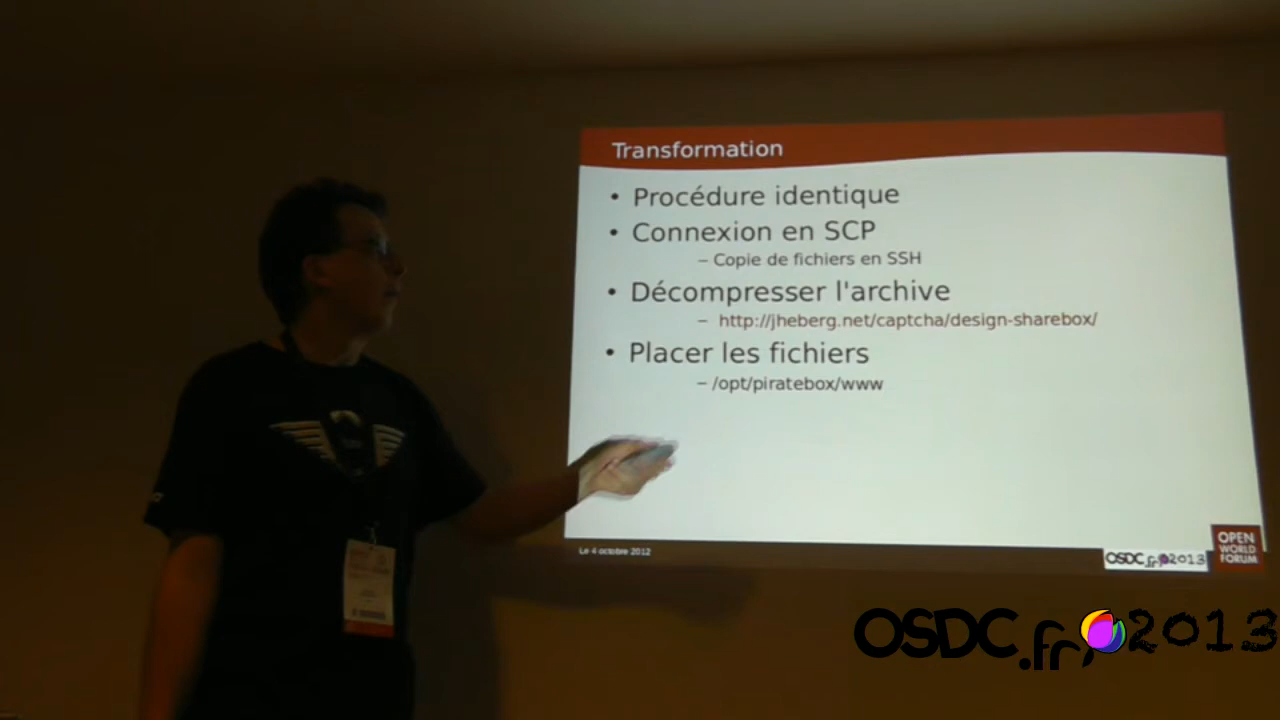 Transformation
• Procédure identique
• Connexion en SCP
– Copie de fichiers en SSH
• Décompresser l'archive
– http://jheberg.net/captcha/design-sharebox/
• Placer les fichiers
– /opt/piratebox/www
Le 4 octobre 2012
OSDC.fr 2013
OPEN
WORLD
FORUM
OSDC.fr 2013